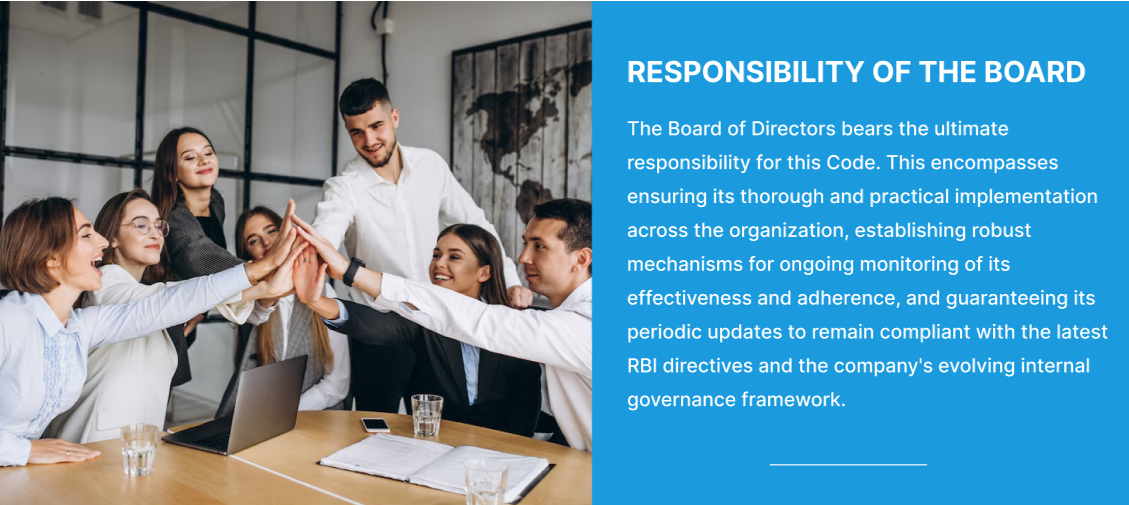 RESPONSIBILITY OF THE BOARD
The Board of Directors bears the ultimate
responsibility for this Code. This encompasses
ensuring its thorough and practical implementation
across the organization, establishing robust
mechanisms for ongoing monitoring of its
effectiveness and adherence, and guaranteeing its
periodic updates to remain compliant with the latest
RBI directives and the company's evolving internal
governance framework.